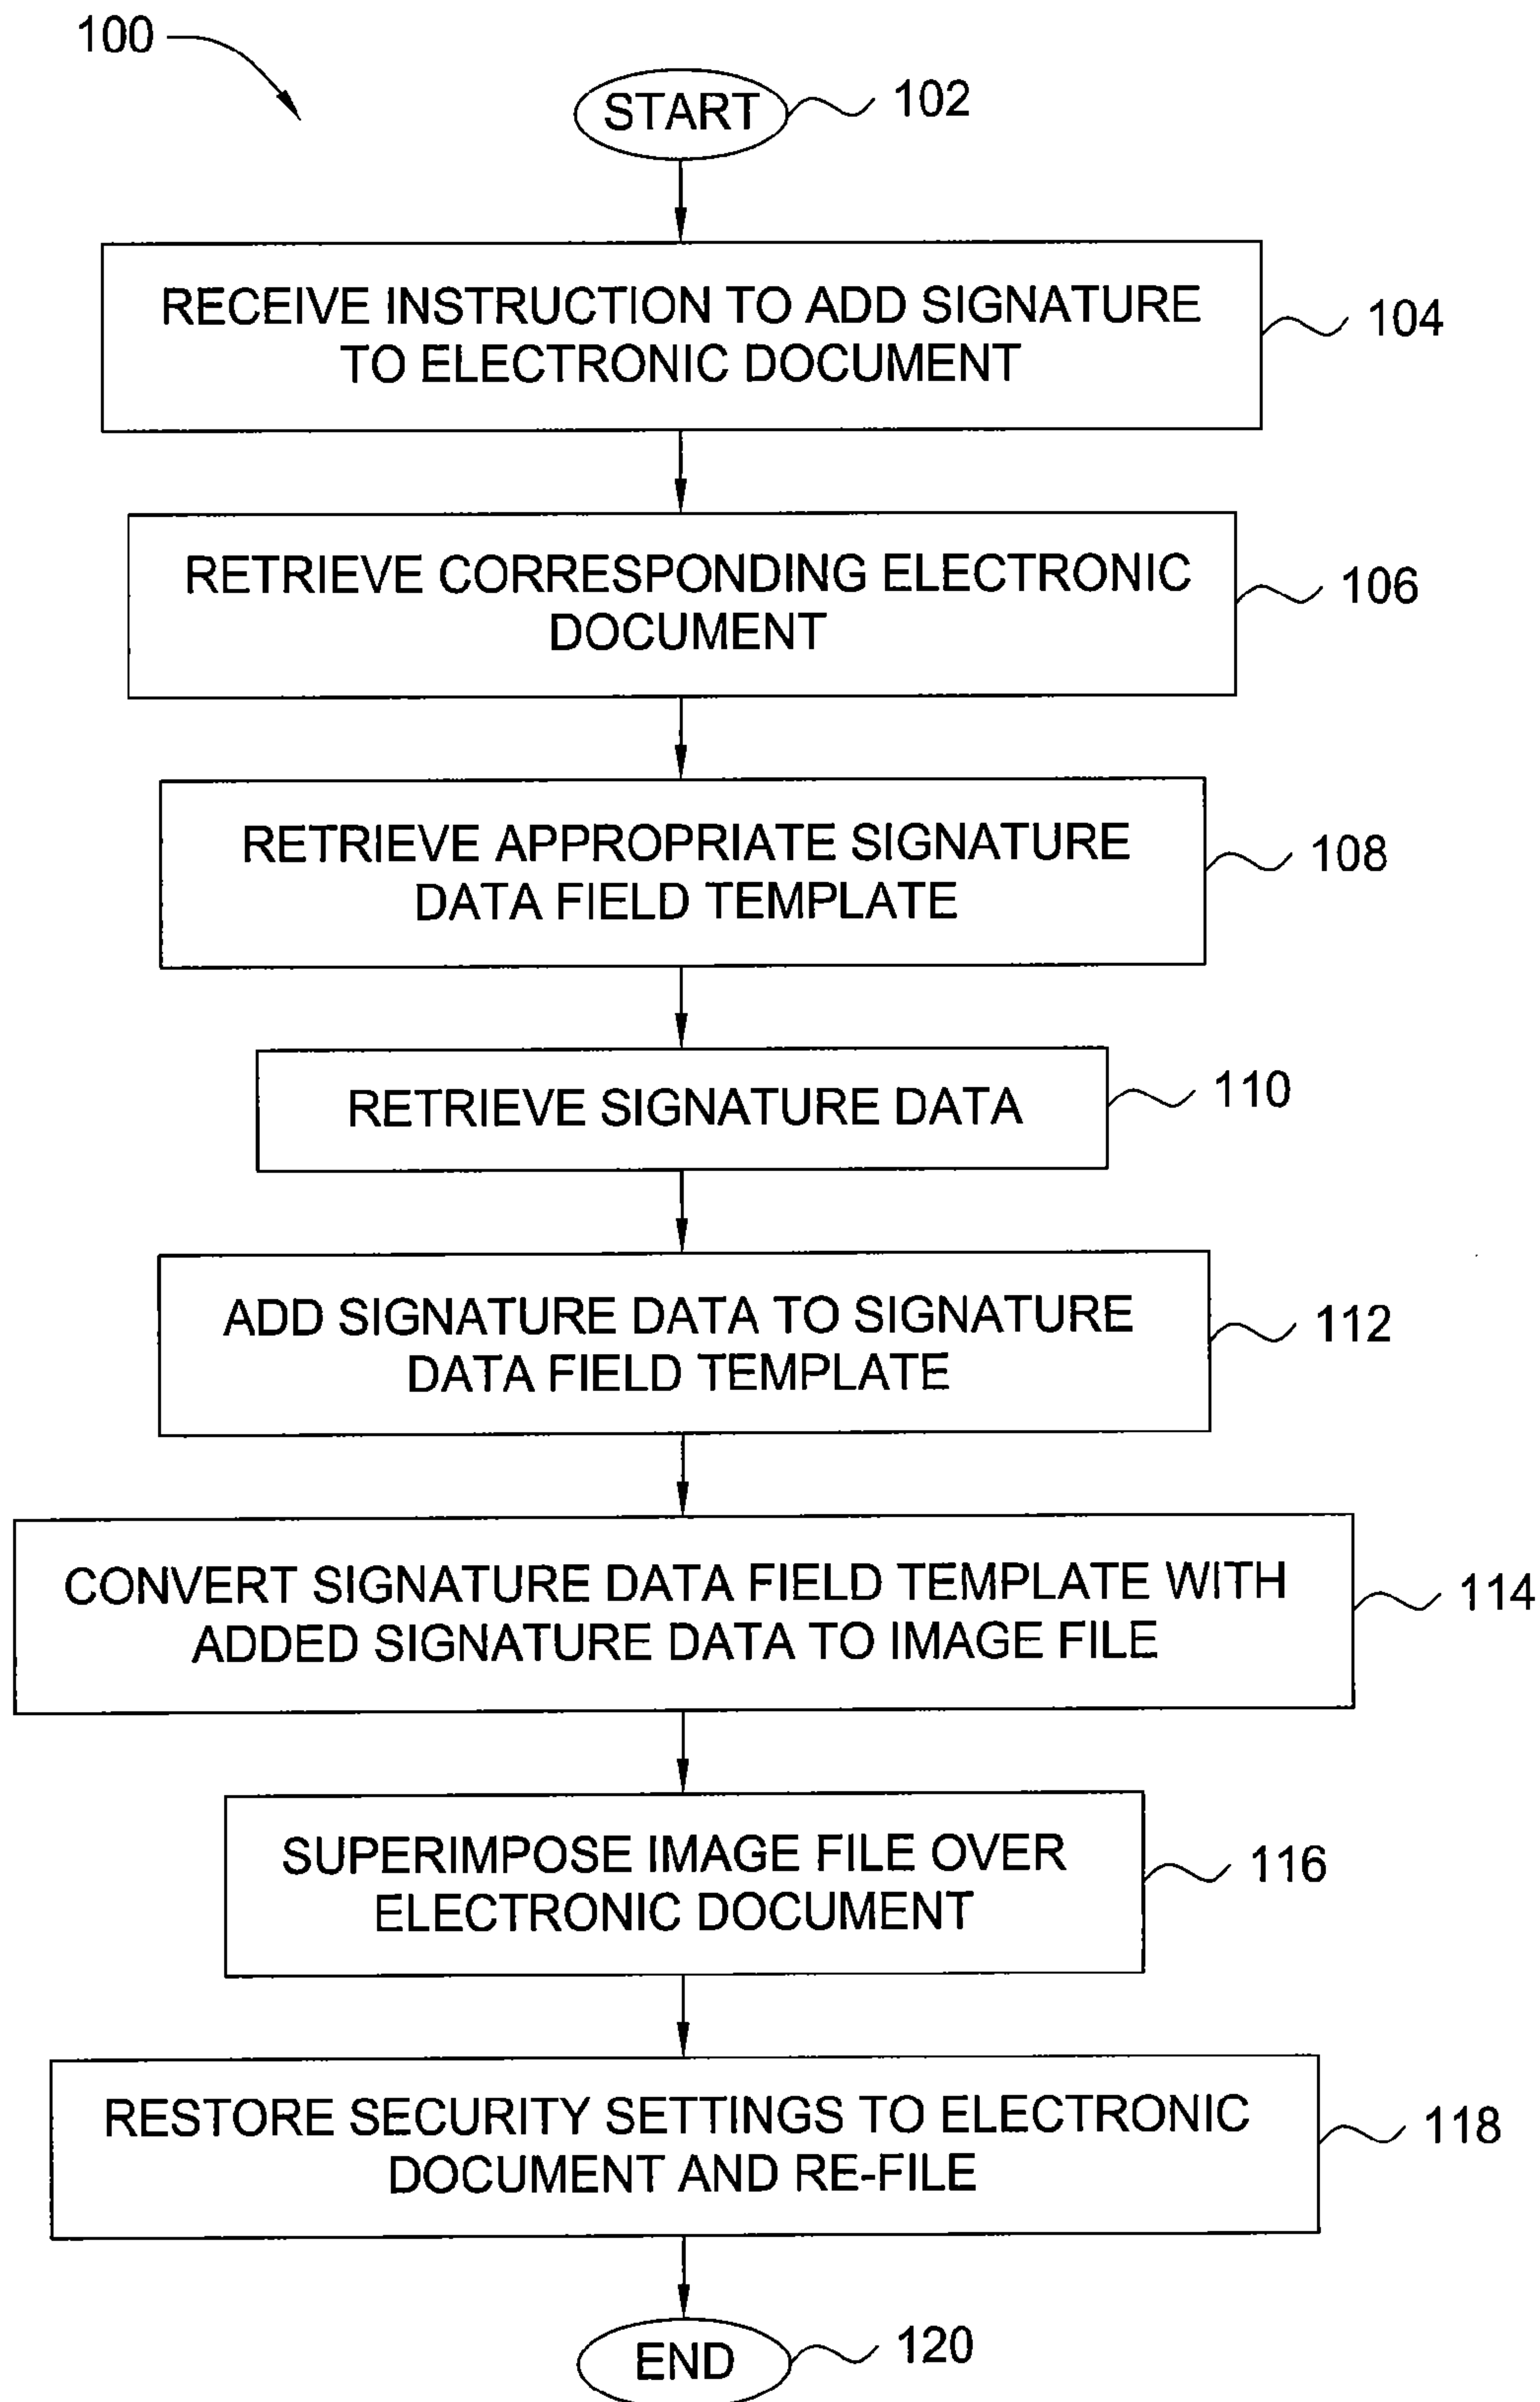 100
START
102
RECEIVE INSTRUCTION TO ADD SIGNATURE
TO ELECTRONIC DOCUMENT
104
RETRIEVE CORRESPONDING ELECTRONIC
DOCUMENT
106
RETRIEVE APPROPRIATE SIGNATURE
DATA FIELD TEMPLATE
108
RETRIEVE SIGNATURE DATA
110
ADD SIGNATURE DATA TO SIGNATURE
DATA FIELD TEMPLATE
112
CONVERT SIGNATURE DATA FIELD TEMPLATE WITH
ADDED SIGNATURE DATA TO IMAGE FILE
114
SUPERIMPOSE IMAGE FILE OVER
ELECTRONIC DOCUMENT
116
RESTORE SECURITY SETTINGS TO ELECTRONIC
DOCUMENT AND RE-FILE
118
END
120